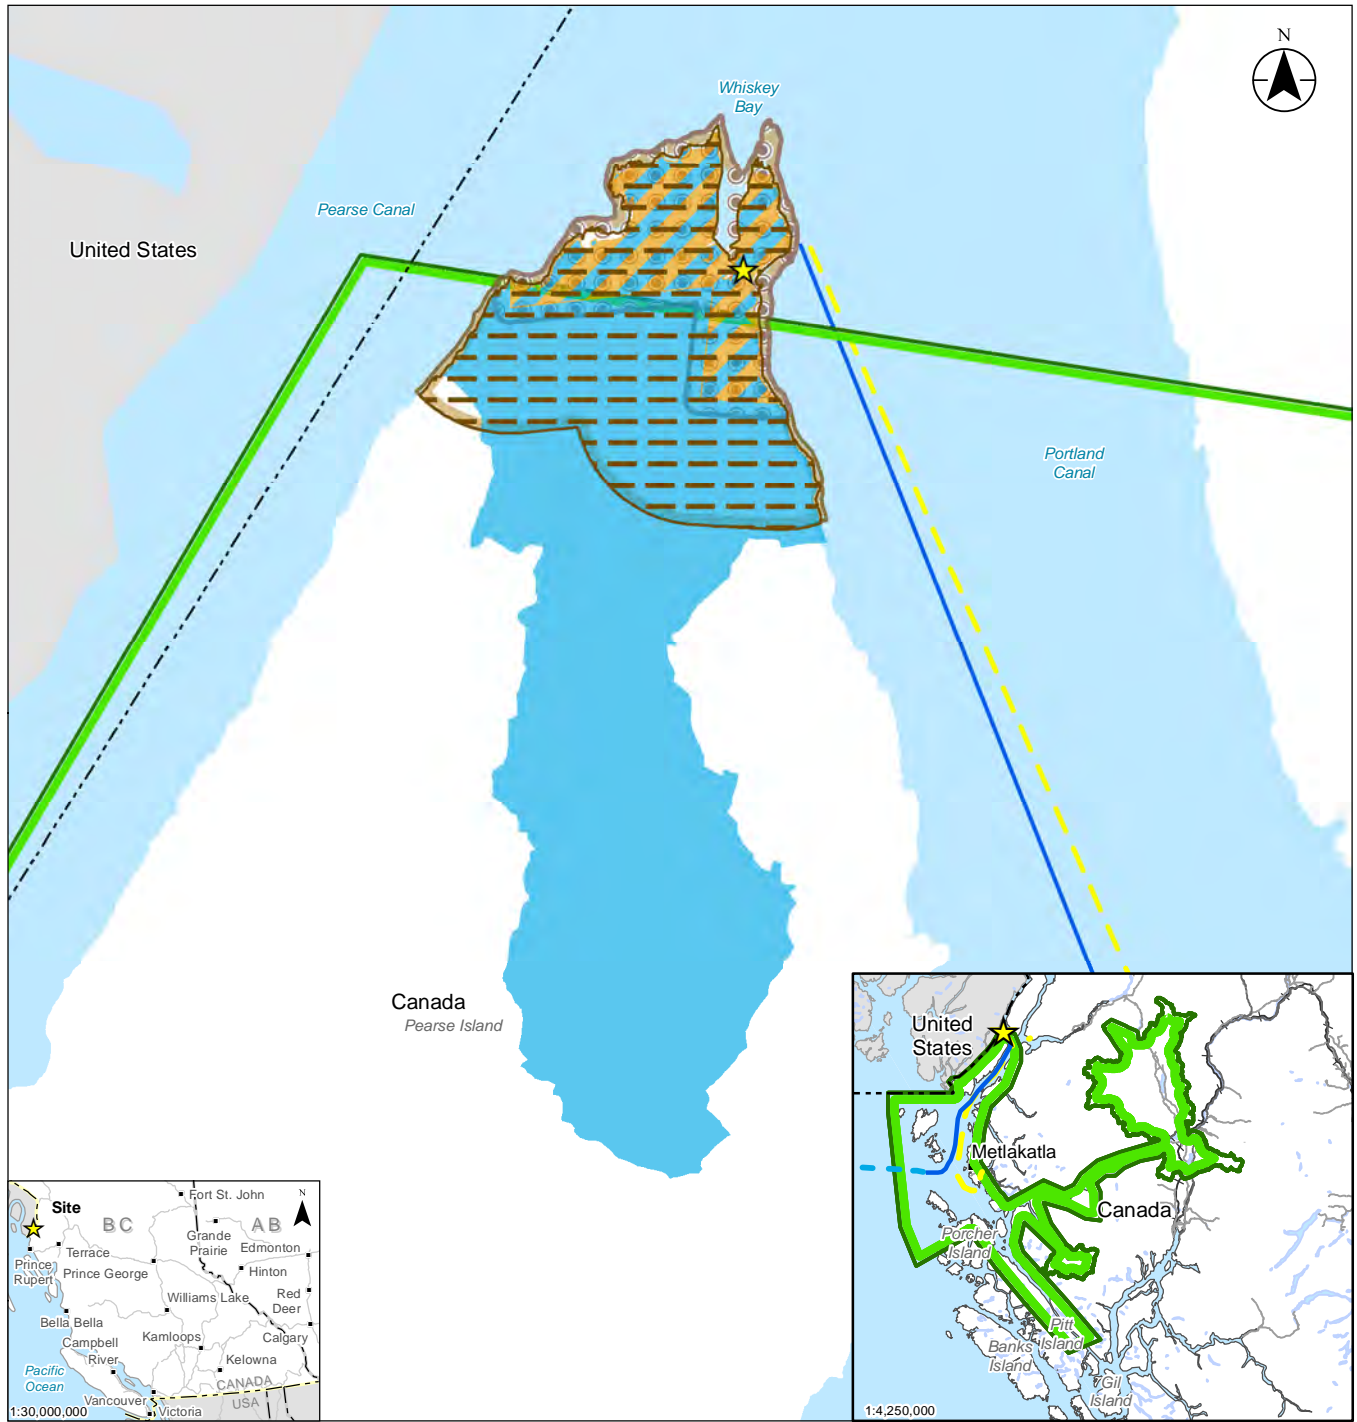 N
Whiskey
Bay
Pearse Canal
United States
Portland
Canal
Canada
Pearse Island
United
States
Metlakatla
Canada
Porcher
Island
Pitt
Island
Banks
Island
Gil
Island
1:4,250,000
N
Site
Fort St. John
BC
AB
Grande
Prairie
Edmonton
Terrace
Prince
Rupert
Prince George
Hinton
Williams Lake
Red
Deer
Bella Bella
Campbell
River
Kamloops
Calgary
Kelowna
Pacific
Ocean
CANADA
USA
Vancouver
Victoria
1:30,000,000